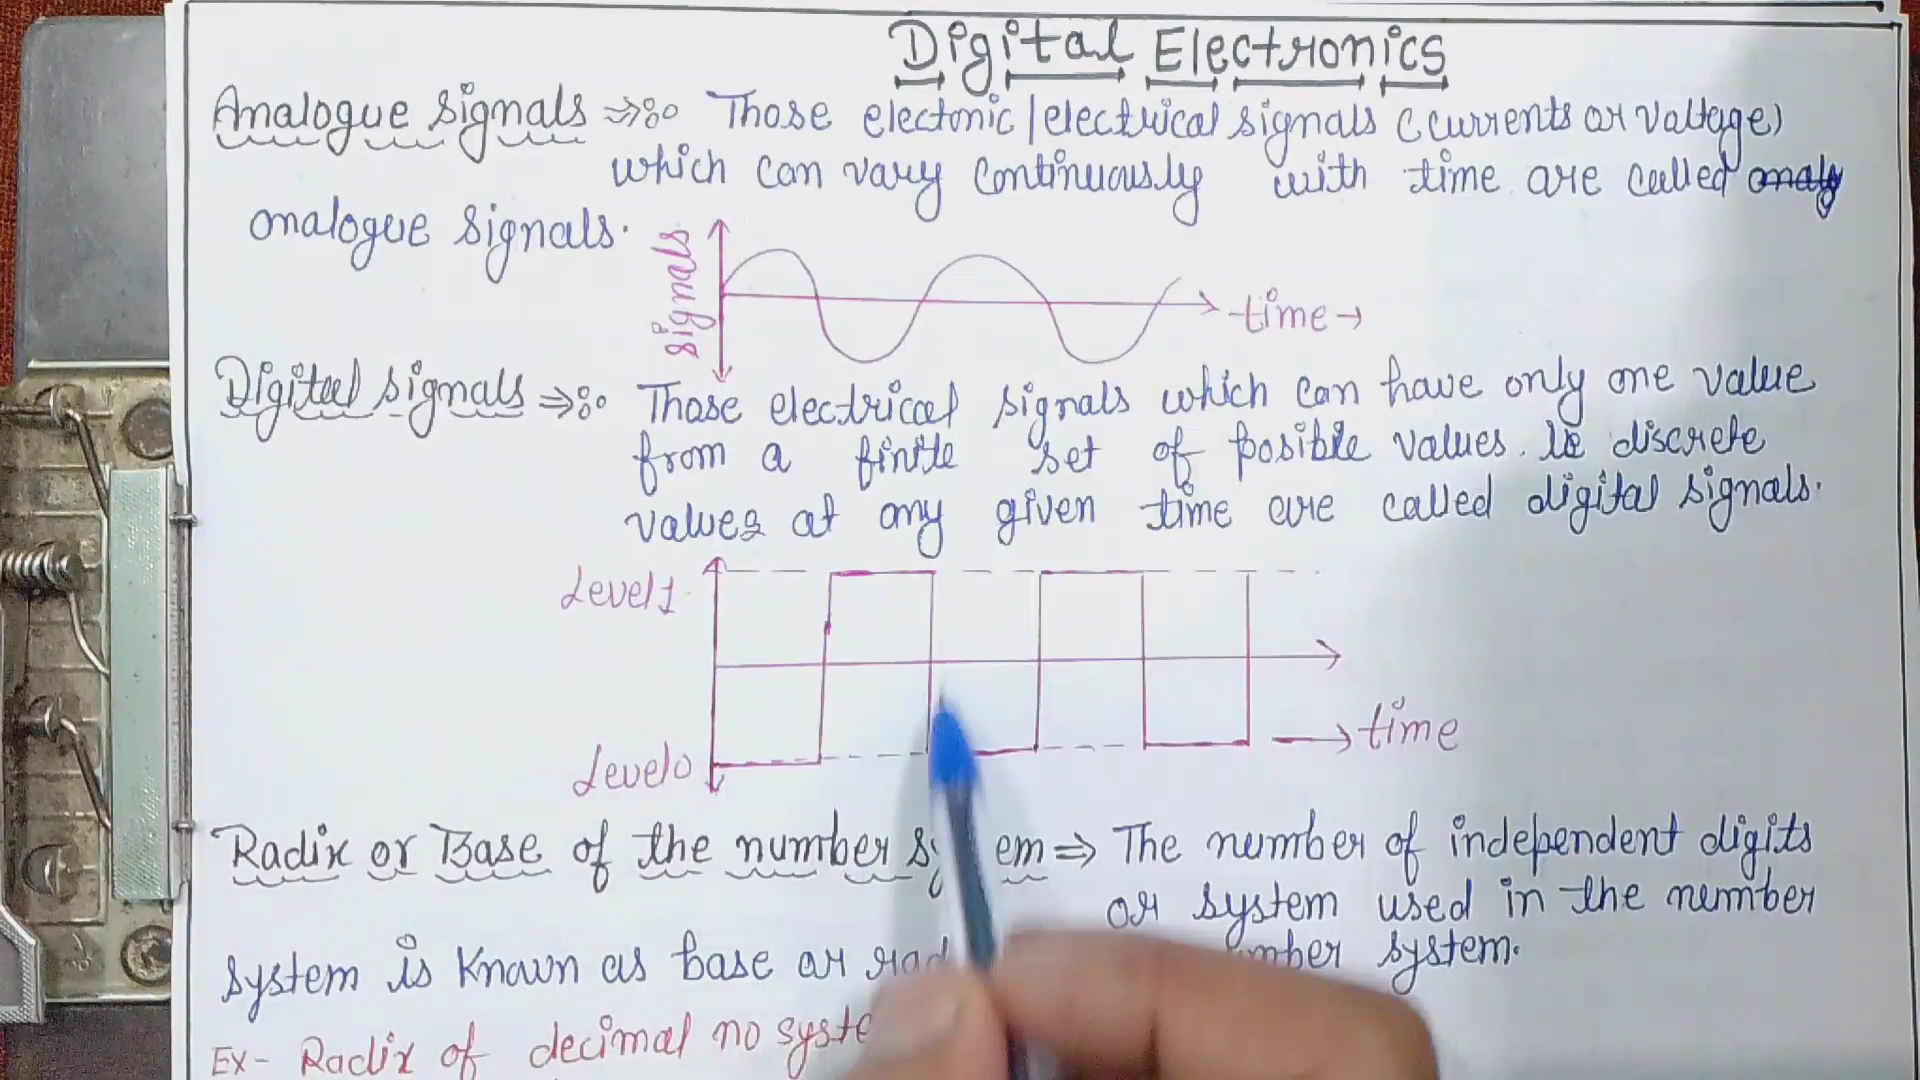 Digital Electronics
Analogue signals ⇒ Those electonic/electrical signals (currents or valtage)
which can vary continuously with time are called
analogue signals.
signals
time →
Digital signals ⇒ Those electrical signals which can have only one value
from a finite set of posible values. ie discrete
values at any given time are called digital signals.
Level 1
Level 0
→ time
Radix or Base of the number ⇒ The number of independent digits
or system used in the number
system is known as base or system.
Ex- Radix of decimal no